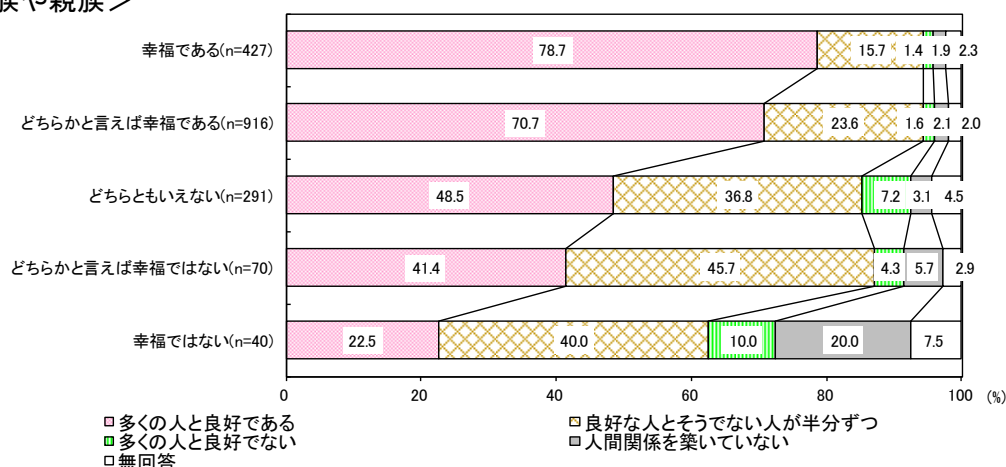 族や親族＞
幸福である(n=427) 78.7 15.7 1.4 1.9 2.3
どちらかと言えば幸福である(n=916) 70.7 23.6 1.6 2.1 2.0
どちらともいえない(n=291) 48.5 36.8 7.2 3.1 4.5
どちらかと言えば幸福ではない(n=70) 41.4 45.7 4.3 5.7 2.9
幸福ではない(n=40) 22.5 40.0 10.0 20.0 7.5
0 20 40 60 80 100 (%)
多くの人と良好である 良好な人とそうでない人が半分ずつ
多くの人と良好でない 人間関係を築いていない
無回答